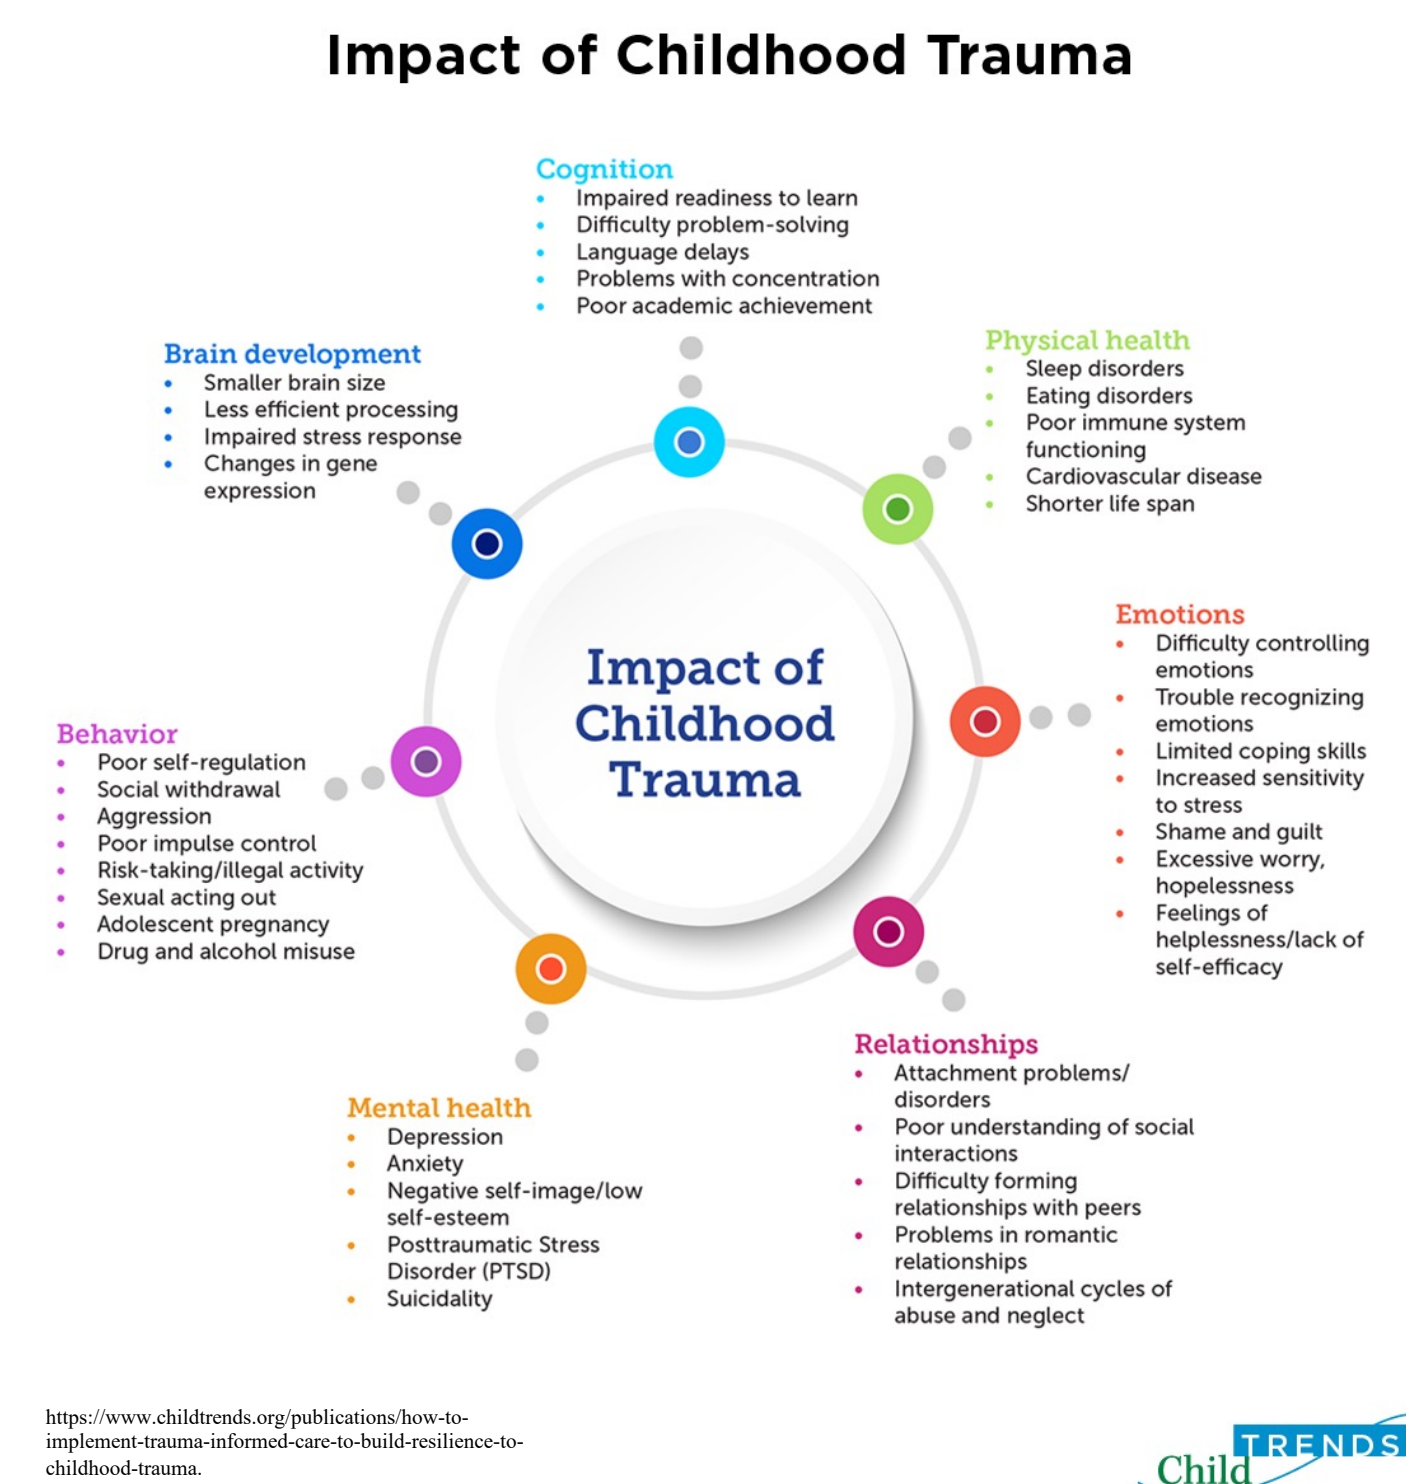 Impact of Childhood Trauma
Cognition
• Impaired readiness to learn
• Difficulty problem-solving
• Language delays
• Problems with concentration
• Poor academic achievement
Physical health
• Sleep disorders
• Eating disorders
• Poor immune system
functioning
• Cardiovascular disease
• Shorter life span
Brain development
• Smaller brain size
• Less efficient processing
• Impaired stress response
• Changes in gene
expression
Emotions
• Difficulty controlling
emotions
• Trouble recognizing
emotions
• Limited coping skills
• Increased sensitivity
to stress
• Shame and guilt
• Excessive worry,
hopelessness
• Feelings of
helplessness/lack of
self-efficacy
Impact of
Childhood
Trauma
Behavior
• Poor self-regulation
• Social withdrawal
• Aggression
• Poor impulse control
• Risk-taking/illegal activity
• Sexual acting out
• Adolescent pregnancy
• Drug and alcohol misuse
Relationships
• Attachment problems/
disorders
• Poor understanding of social
interactions
• Difficulty forming
relationships with peers
• Problems in romantic
relationships
• Intergenerational cycles of
abuse and neglect
Mental health
• Depression
• Anxiety
• Negative self-image/low
self-esteem
• Posttraumatic Stress
Disorder (PTSD)
• Suicidality
https://www.childtrends.org/publications/how-to-
implement-trauma-informed-care-to-build-resilience-to-
childhood-trauma.
Child TRENDS